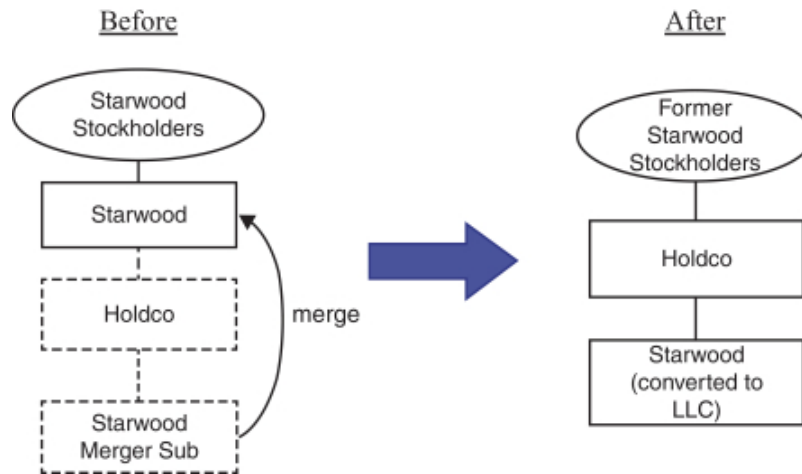 Before
Starwood
Stockholders
Starwood
Holdco
merge
Starwood
Merger Sub
After
Former
Starwood
Stockholders
Holdco
Starwood
(converted to
LLC)